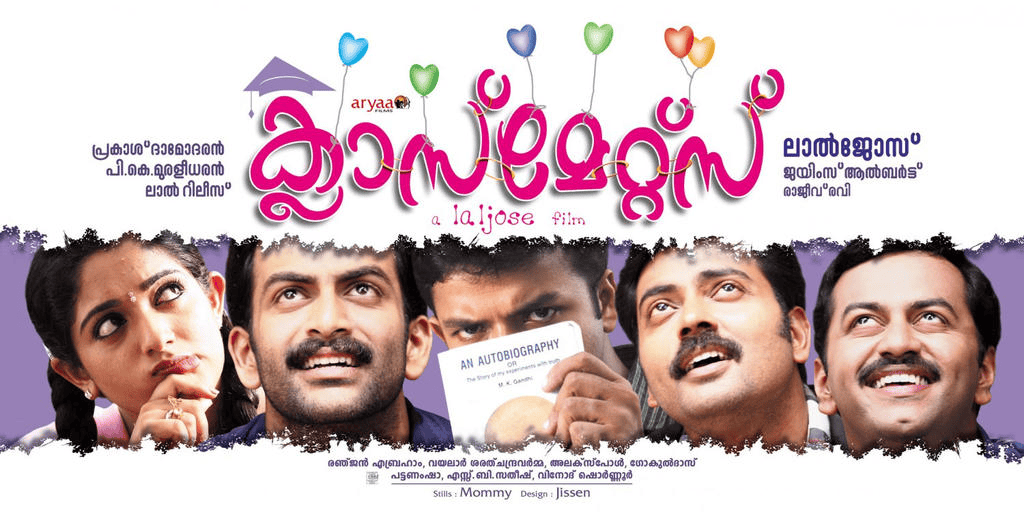 aryaa
FILMS
ക്ലാസ്മേറ്റ്സ്
a laljose film
പ്രകാശ് ദാമോദരൻ
പി.കെ.മുരളീധരൻ
ലാൽ റിലീസ്
ലാൽജോസ്
ജയിംസ് ആൽബർട്ട്
രാജീവ് രവി
AN AUTOBIOGRAPHY
OR
The Story of my experiments with truth
M. K. Gandhi
രഞ്ജൻ എബ്രഹാം, വയലാർ ശരത്ചന്ദ്രവർമ്മ, അലക്സ്പോൾ, ഗോകുൽദാസ്
പട്ടണംഷാ, എസ്സ്.ബി.സതീഷ്, വിനോദ് ഷൊർണ്ണൂർ
Stills : Mommy Design : Jissen